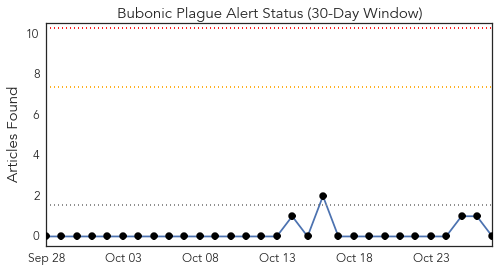 Bubonic Plague Alert Status (30-Day Window)
Articles Found
10
8
6
4
2
0
Sep 28 Oct 03 Oct 08 Oct 13 Oct 18 Oct 23